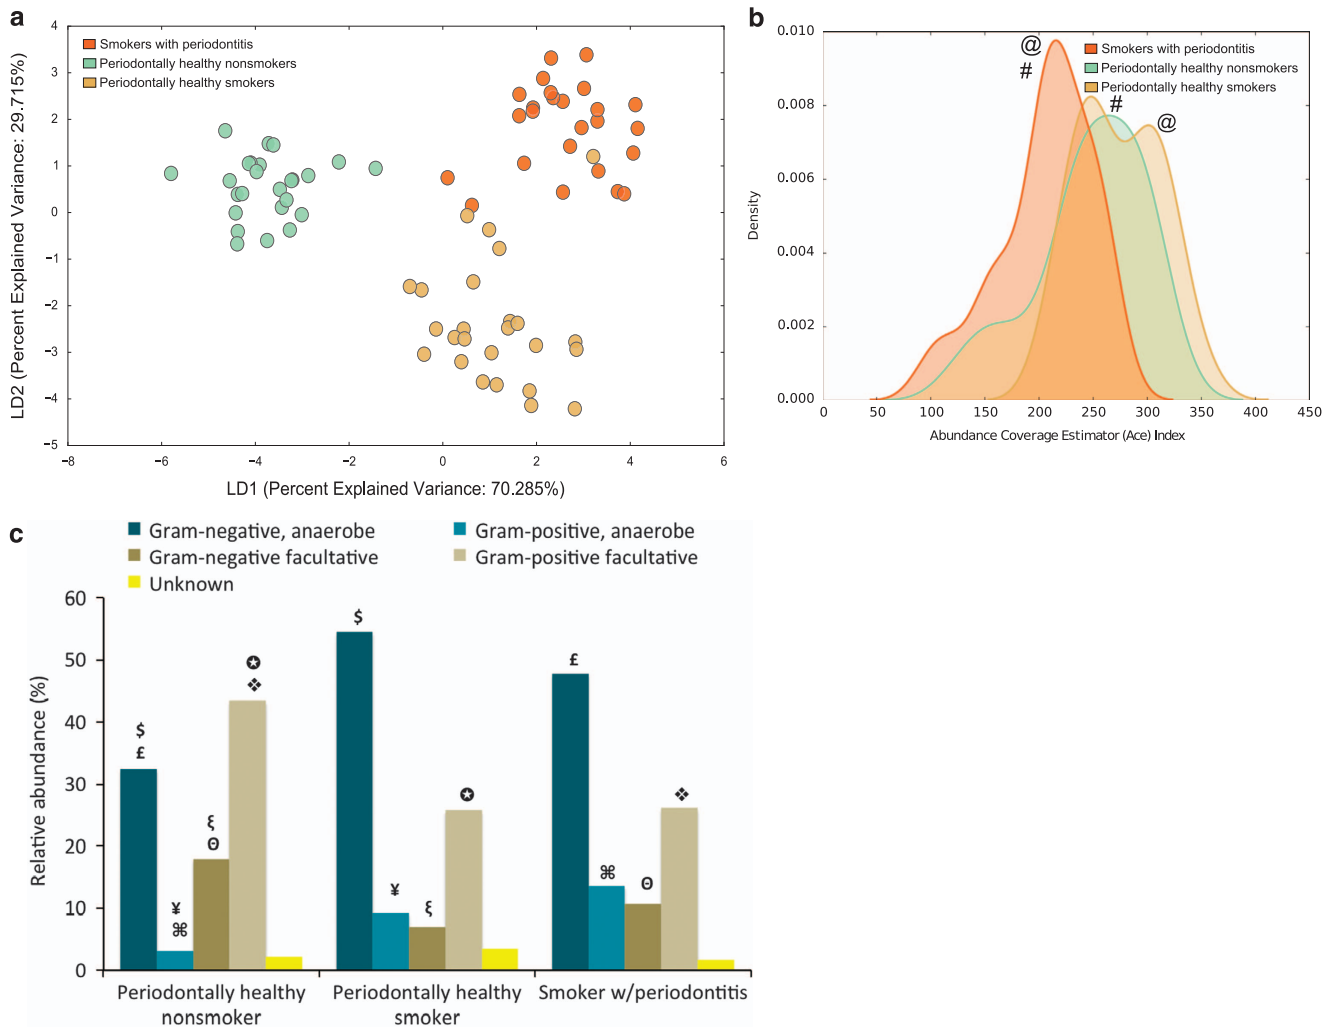 a
LD2 (Percent Explained Variance: 29.715%)
4
3
2
1
0
−1
−2
−3
−4
−5
Smokers with periodontitis
Periodontally healthy nonsmokers
Periodontally healthy smokers
−8
−6
−4
−2
0
2
4
6
LD1 (Percent Explained Variance: 70.285%)
b
Density
0.010
0.008
0.006
0.004
0.002
0.000
@
#
Smokers with periodontitis
Periodontally healthy nonsmokers
Periodontally healthy smokers
#
@
0
50
100
150
200
250
300
350
400
450
Abundance Coverage Estimator (Ace) Index
c
Gram-negative, anaerobe
Gram-positive, anaerobe
Gram-negative facultative
Gram-positive facultative
Unknown
Relative abundance (%)
60
50
40
30
20
10
0
$
£
¥
⌘
ξ
Θ
✪
❖
$
¥
ξ
✪
£
⌘
Θ
❖
Periodontally healthy
nonsmoker
Periodontally healthy
smoker
Smoker w/periodontitis